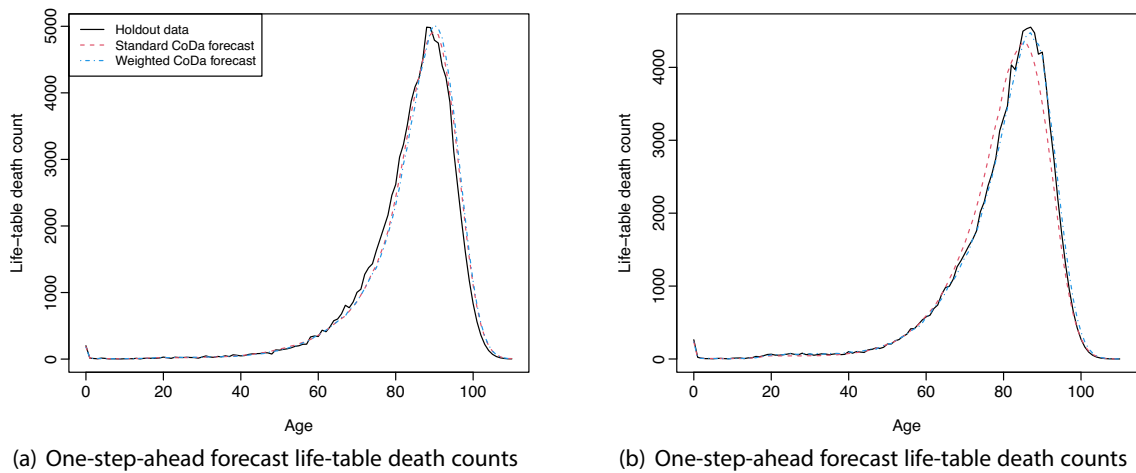 Holdout data
Standard CoDa forecast
Weighted CoDa forecast
Life−table death count
0
1000
2000
3000
4000
5000
0 20 40 60 80 100
Age
(a) One-step-ahead forecast life-table death counts
Life−table death count
0
1000
2000
3000
4000
0 20 40 60 80 100
Age
(b) One-step-ahead forecast life-table death counts